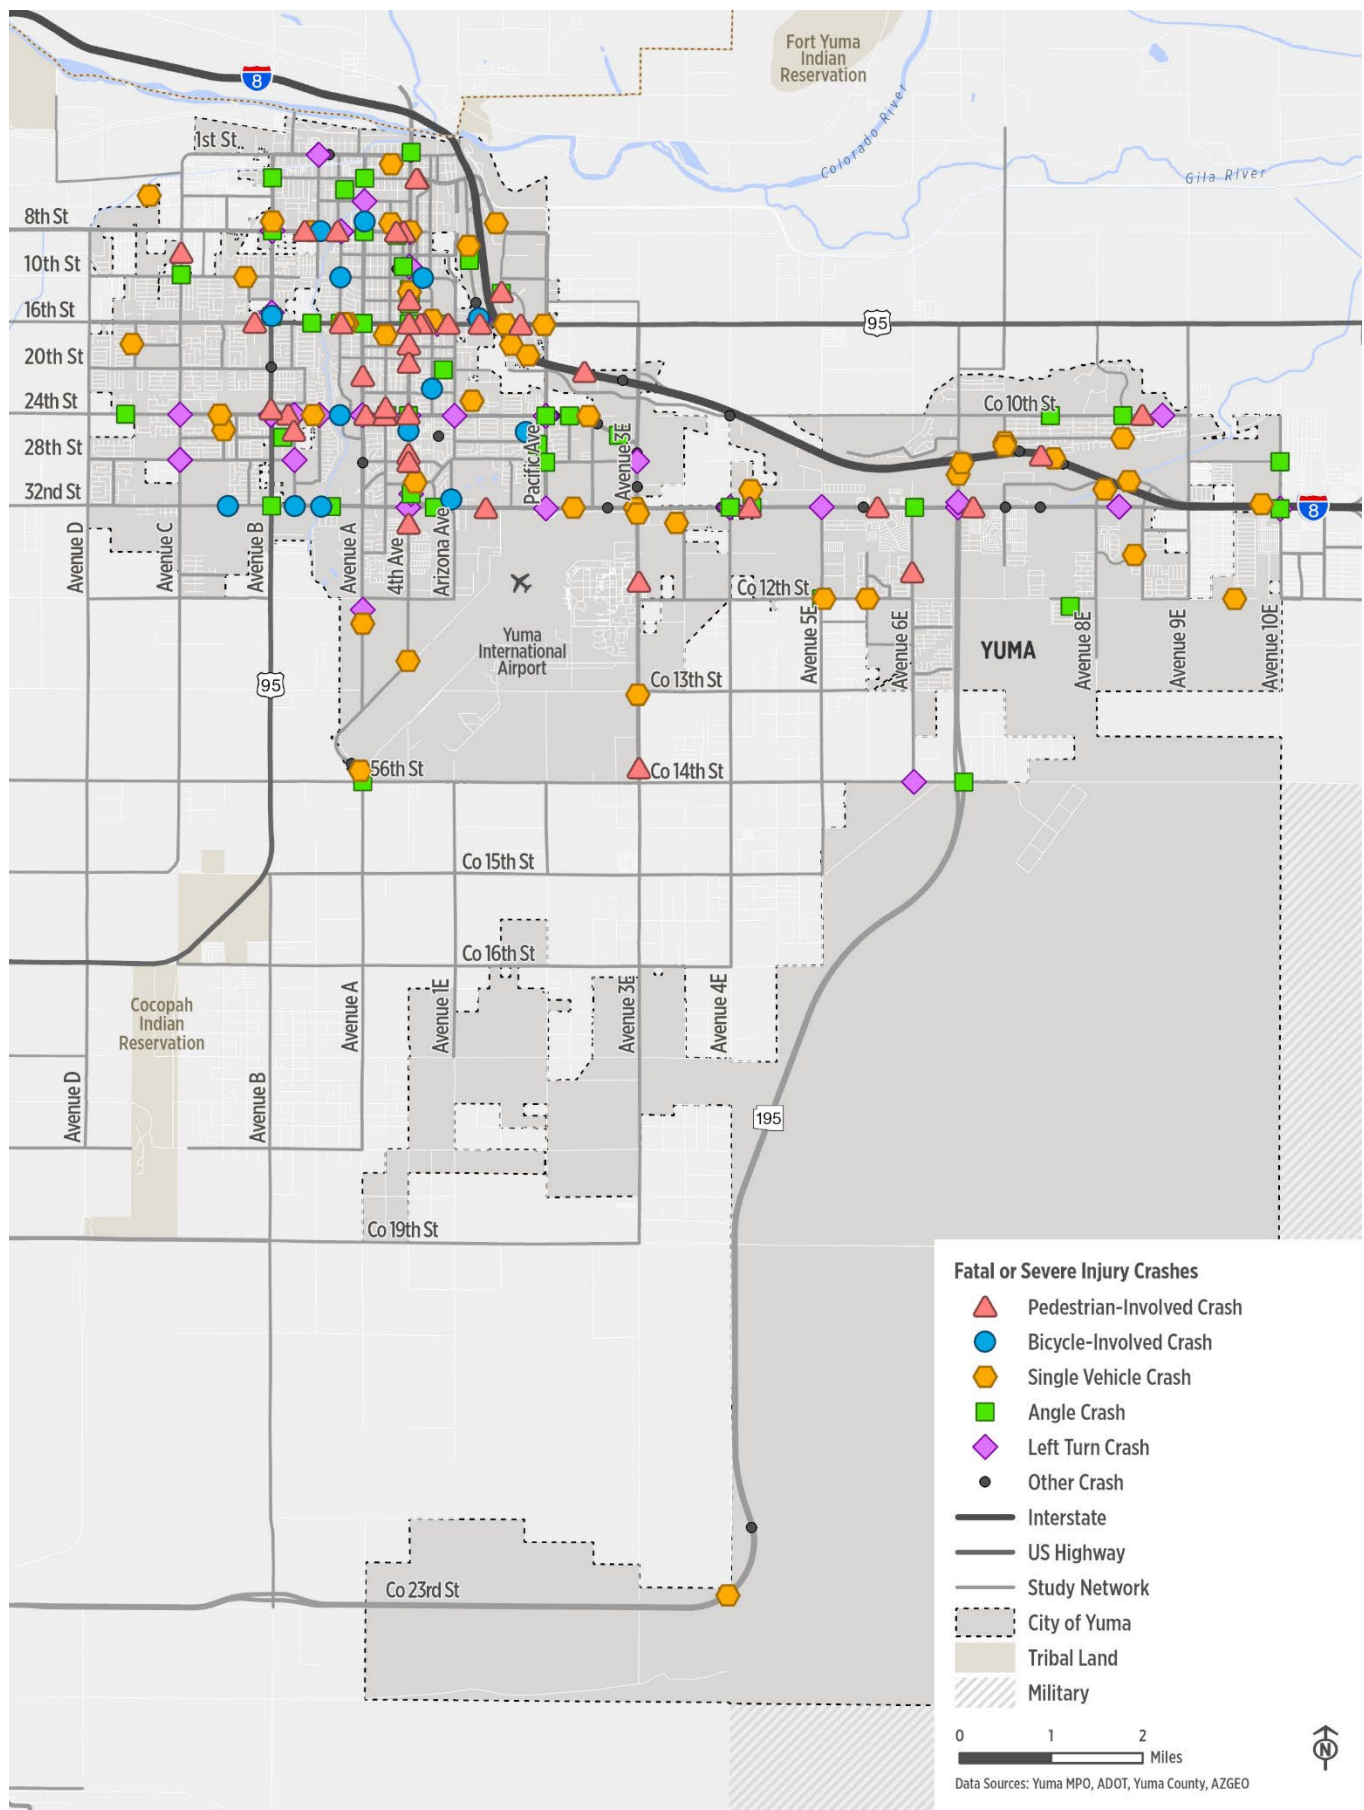 Fort Yuma
Indian
Reservation
8
1st St
Colorado River
Gila River
8th St
10th St
16th St
95
20th St
24th St
Co 10th St
28th St
32nd St
8
Avenue D
Avenue C
Avenue B
Avenue A
4th Ave
Arizona Ave
Pacific Ave
Avenue 3E
Co 12th St
Avenue 5E
Avenue 6E
YUMA
Avenue 8E
Avenue 9E
Avenue 10E
Yuma
International
Airport
95
Co 13th St
56th St
Co 14th St
Co 15th St
Co 16th St
Cocopah
Indian
Reservation
Avenue A
Avenue 1E
Avenue 3E
Avenue 4E
Avenue D
Avenue B
195
Co 19th St
Co 23rd St
Fatal or Severe Injury Crashes
Pedestrian-Involved Crash
Bicycle-Involved Crash
Single Vehicle Crash
Angle Crash
Left Turn Crash
Other Crash
Interstate
US Highway
Study Network
City of Yuma
Tribal Land
Military
0 1 2
Miles
N
Data Sources: Yuma MPO, ADOT, Yuma County, AZGEO